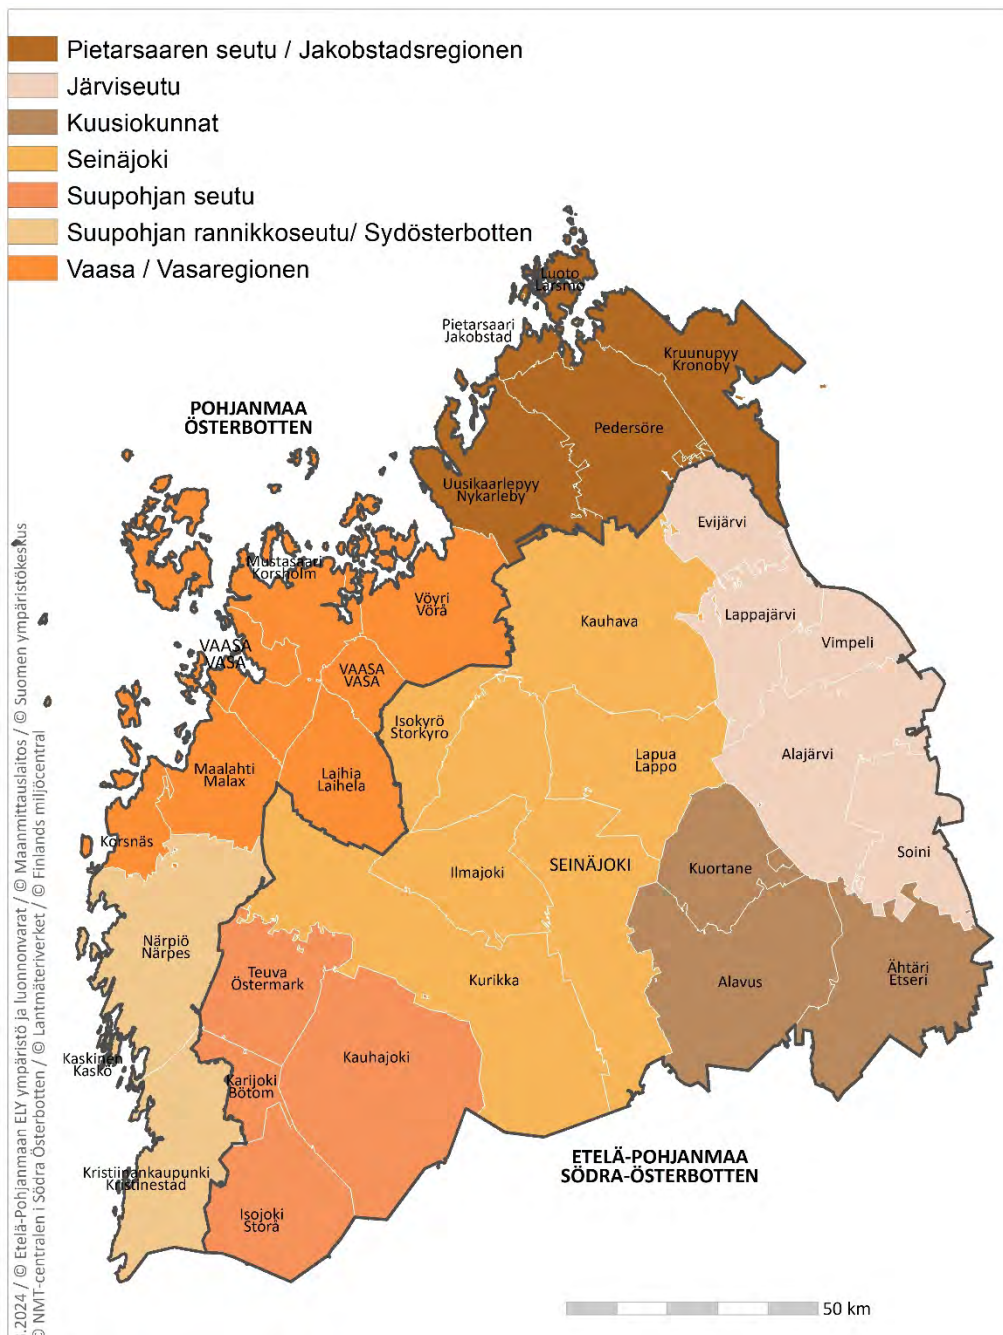 Pietarsaaren seutu / Jakobstadsregionen
Järviseutu
Kuusiokunnat
Seinäjoki
Suupohjan seutu
Suupohjan rannikkoseutu/ Sydösterbotten
Vaasa / Vasaregionen
Luoto
Larsmo
Pietarsaari
Jakobstad
Kruunupyy
Kronoby
POHJANMAA
ÖSTERBOTTEN
Pedersöre
Uusikaarlepyy
Nykarleby
Evijärvi
Mustasaari
Korsholm
Vöyri
Vörå
Kauhava
Lappajärvi
Vimpeli
VAASA
VASA
VAASA
VASA
Isokyrö
Storkyro
Lapua
Lappo
Alajärvi
Maalahti
Malax
Laihia
Laihela
Korsnäs
Ilmajoki
SEINÄJOKI
Kuortane
Soini
Närpiö
Närpes
Teuva
Östermark
Kurikka
Alavus
Ähtäri
Etseri
Kaskinen
Kaskö
Kauhajoki
Karijoki
Bötom
ETELÄ-POHJANMAA
SÖDRA-ÖSTERBOTTEN
Kristiinankaupunki
Kristinestad
Isojoki
Storå
50 km
.2024 / © Etelä-Pohjanmaan ELY ympäristö ja luonnonvarat / © Maanmittauslaitos / © Suomen ympäristökeskus
© NMT-centralen i Södra Österbotten / © Lantmäteriverket / © Finlands miljöcentral